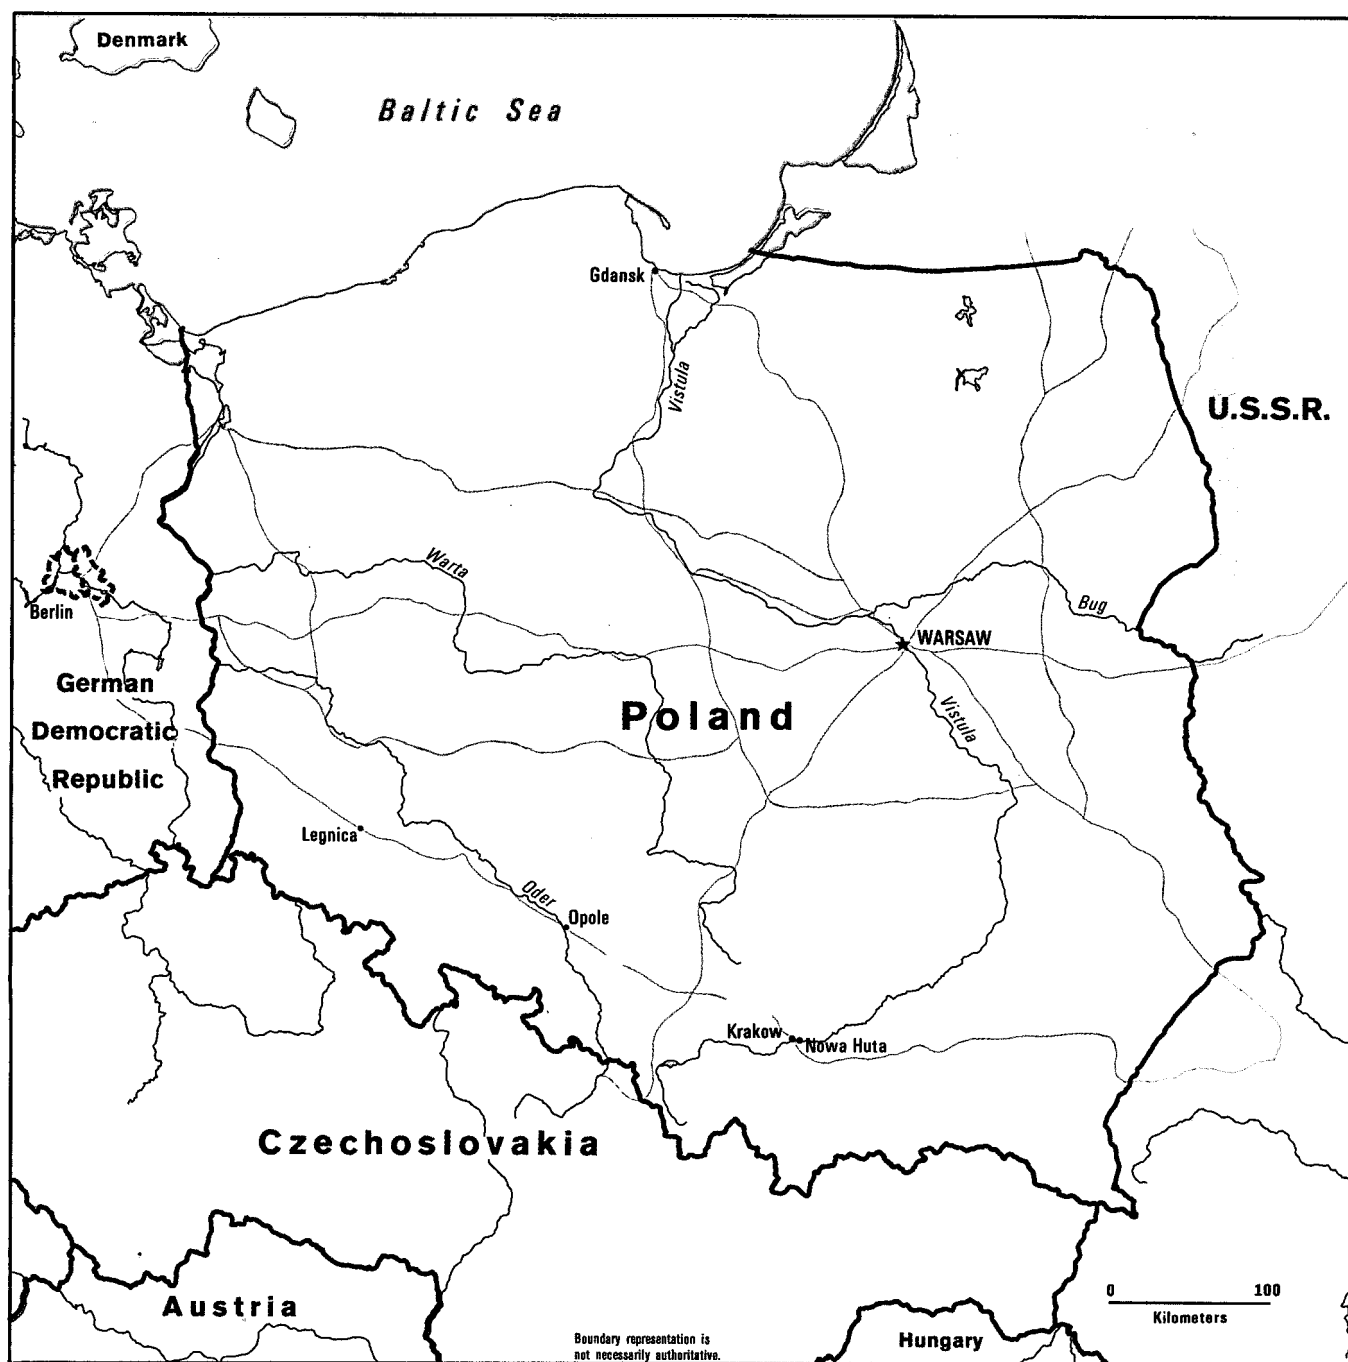 Denmark
Baltic Sea
Gdansk
Vistula
U.S.S.R.
Warta
Berlin
Bug
WARSAW
German
Democratic
Republic
Poland
Vistula
Legnica
Oder
Opole
Krakow
Nowa Huta
Czechoslovakia
Austria
0 100
Kilometers
Hungary
Boundary representation is
not necessarily authoritative.